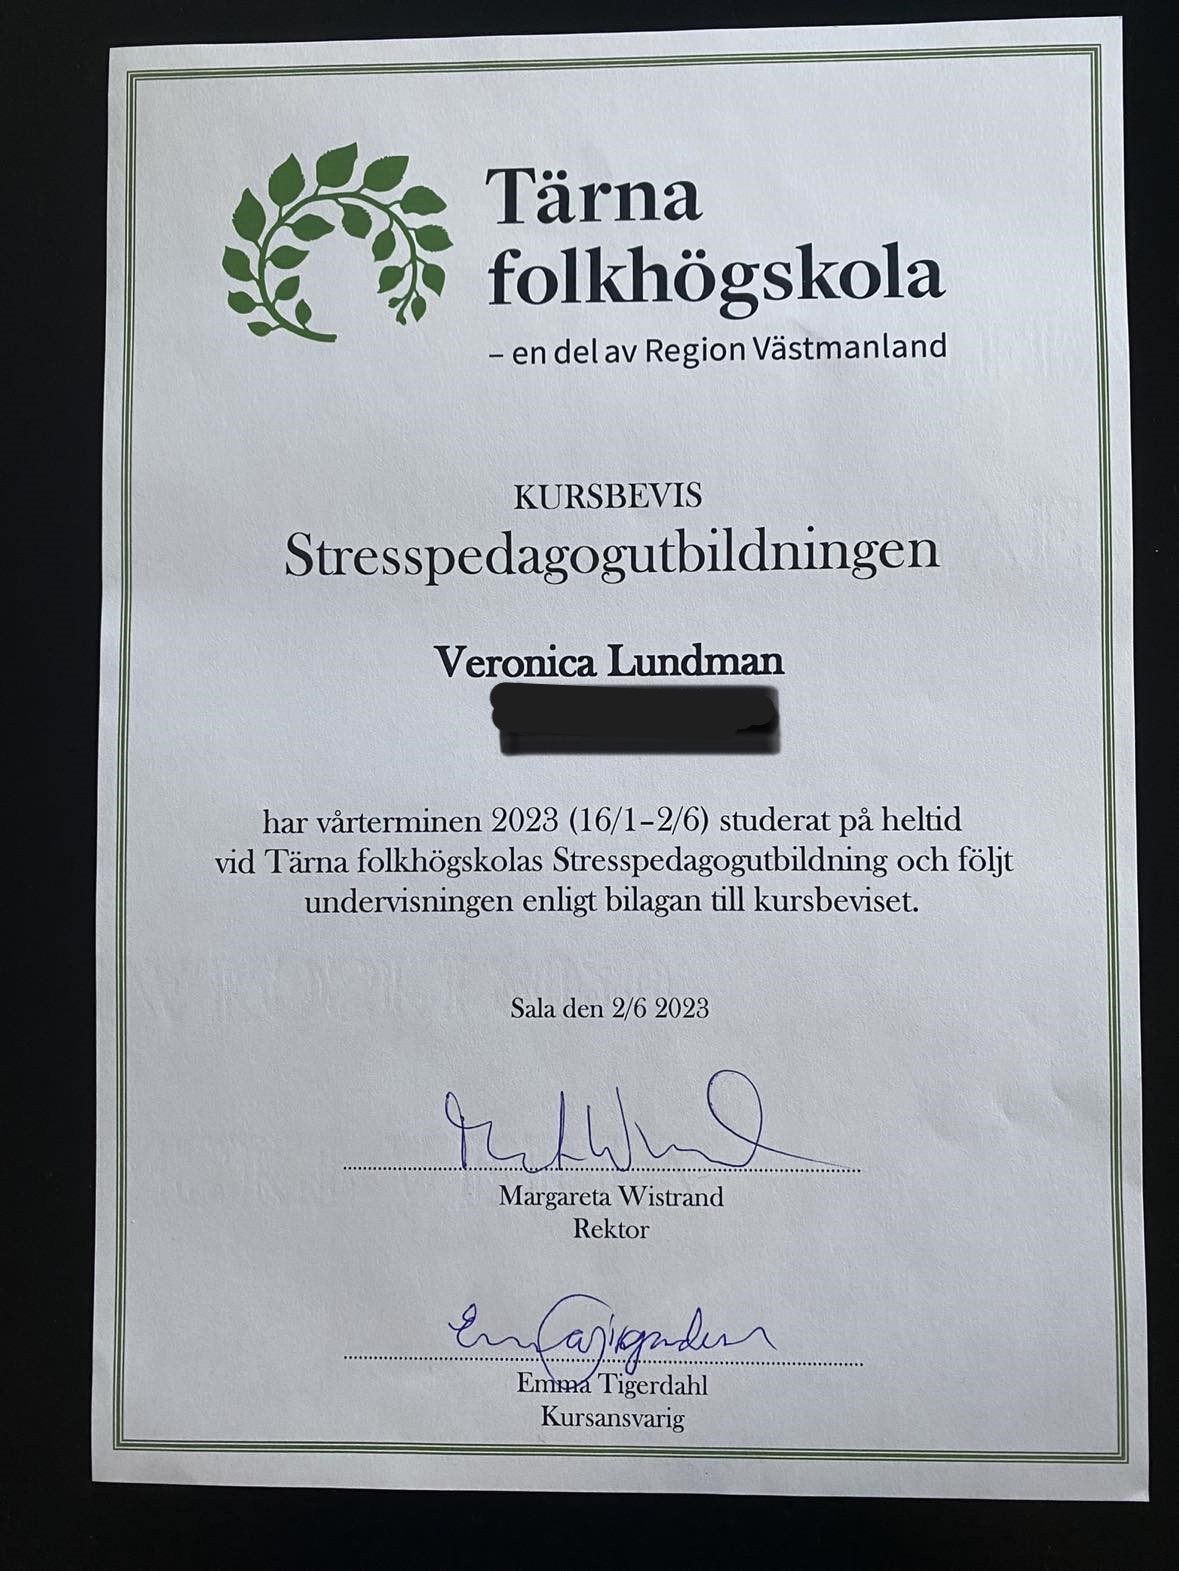 Tärna
folkhögskola
– en del av Region Västmanland
KURSBEVIS
Stresspedagogutbildningen
Veronica Lundman
har vårterminen 2023 (16/1–2/6) studerat på heltid
vid Tärna folkhögskolas Stresspedagogutbildning och följt
undervisningen enligt bilagan till kursbeviset.
Sala den 2/6 2023
Margareta Wistrand
Rektor
Emma Tigerdahl
Kursansvarig